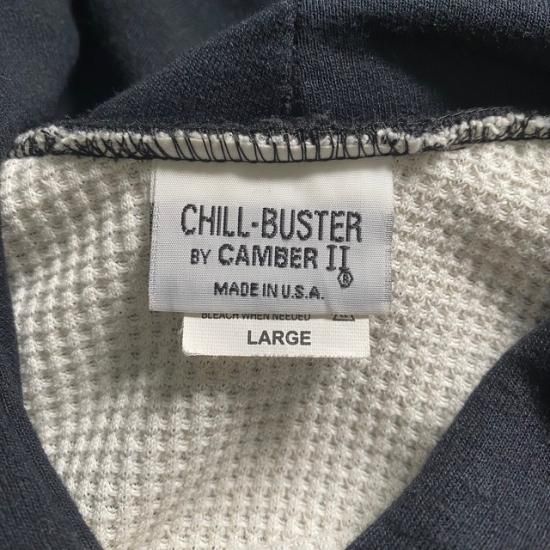 CHILL-BUSTER
BY CAMBER II ®
MADE IN U.S.A.
BLEACH WHEN NEEDED
LARGE